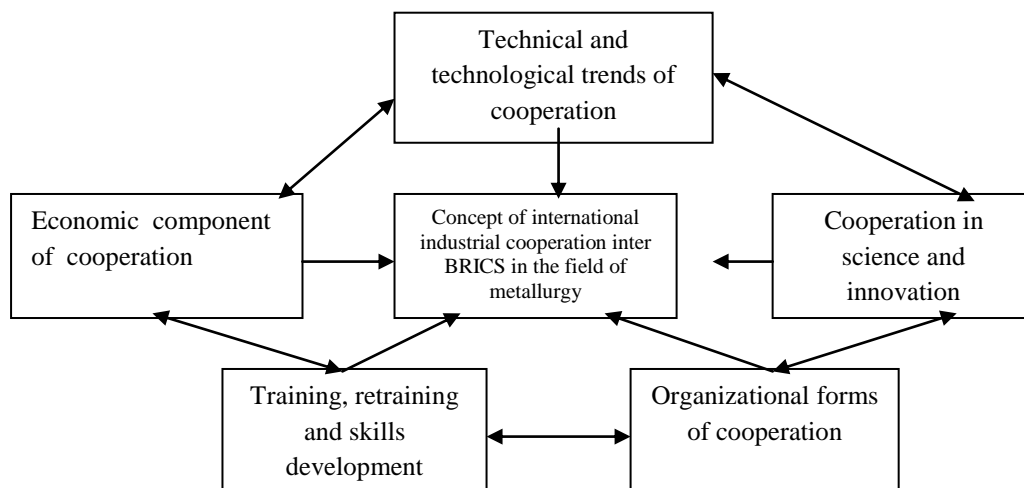 Technical and
technological trends of
cooperation
Economic component
of cooperation
Concept of international
industrial cooperation inter
BRICS in the field of
metallurgy
Cooperation in
science and
innovation
Training, retraining
and skills
development
Organizational forms
of cooperation